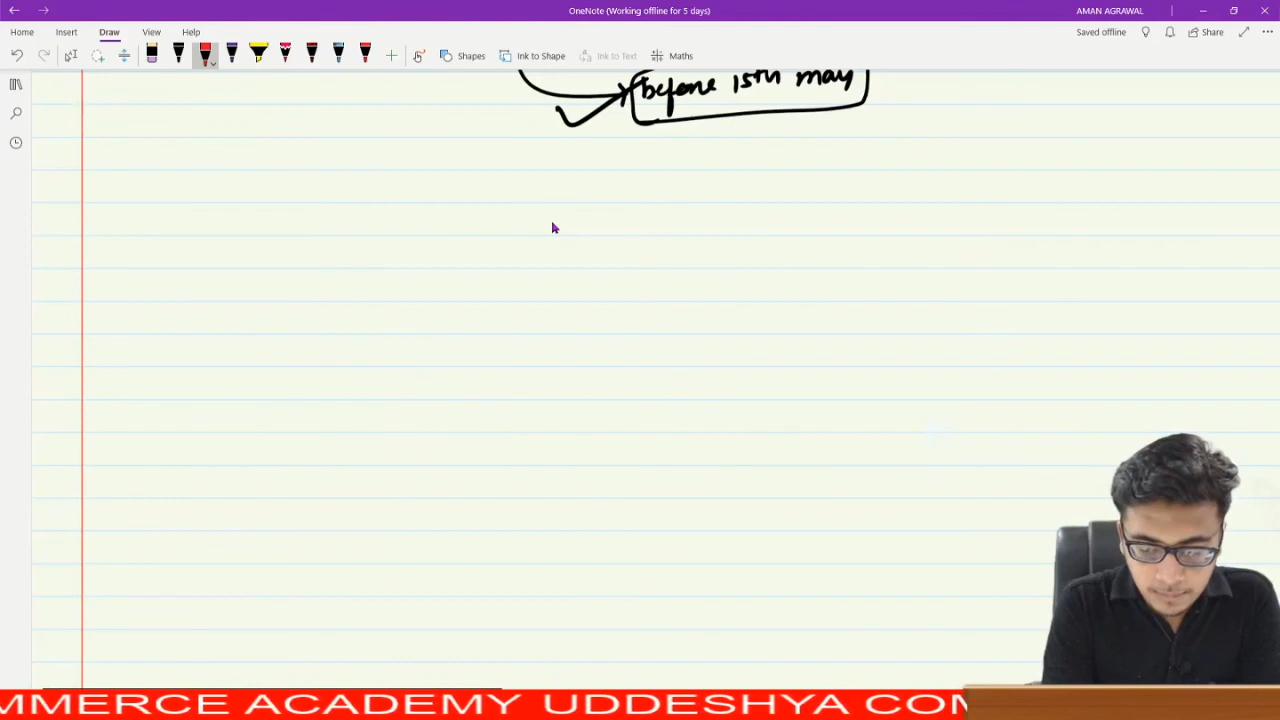 OneNote (Working offline for 5 days)
AMAN AGRAWAL
Home Insert Draw View Help
Saved offline
Share
Shapes
Ink to Shape
Ink to Text
Maths
before 15th may
MMERCE ACADEMY UDDESHYA COM